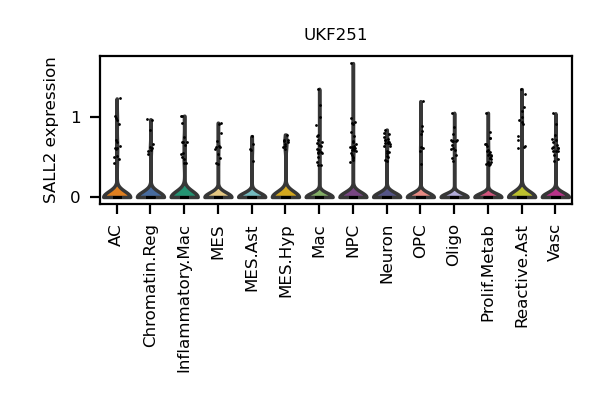 UKF251
SALL2 expression
1
0
AC
Chromatin.Reg
Inflammatory.Mac
MES
MES.Ast
MES.Hyp
Mac
NPC
Neuron
OPC
Oligo
Prolif.Metab
Reactive.Ast
Vasc